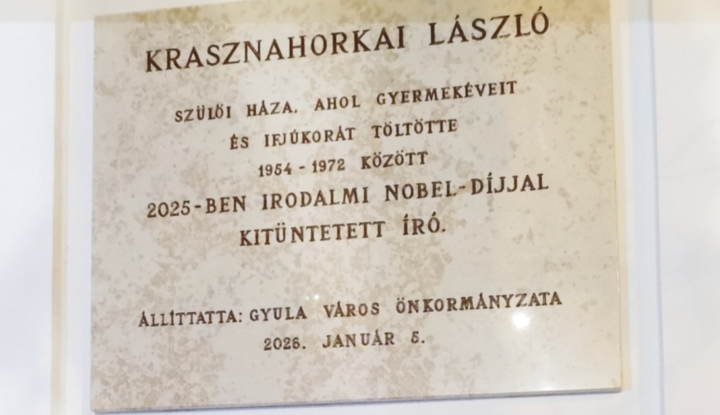 KRASZNAHORKAI LÁSZLÓ
SZÜLŐI HÁZA, AHOL GYERMEKÉVEIT
ÉS IFJÚKORÁT TÖLTÖTTE
1954 - 1972 KÖZÖTT
2025-BEN IRODALMI NOBEL-DÍJJAL
KITÜNTETETT ÍRÓ.
ÁLLÍTTATTA: GYULA VÁROS ÖNKORMÁNYZATA
2026. JANUÁR 5.